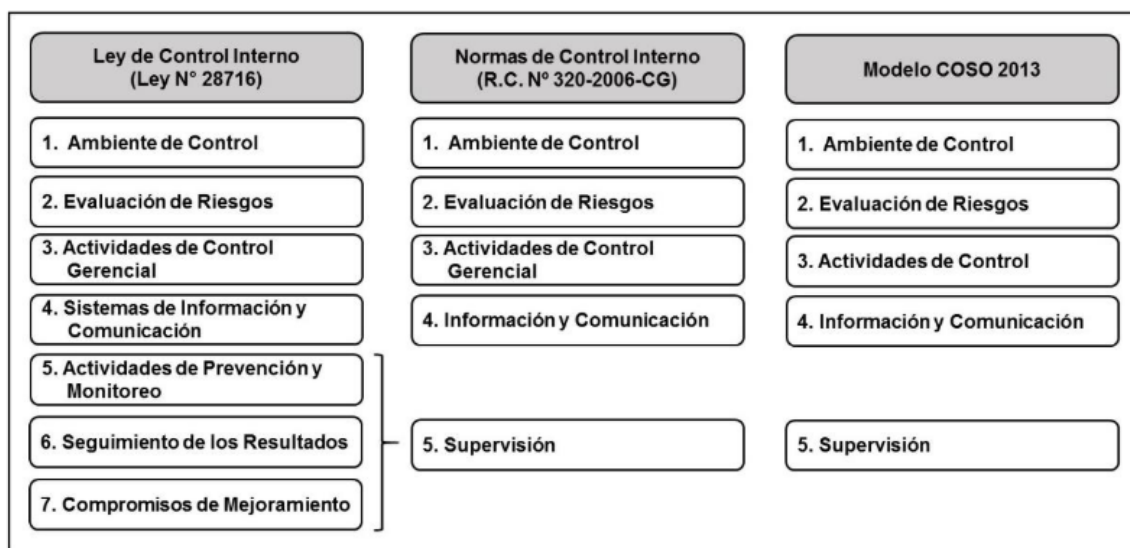 Ley de Control Interno
(Ley N° 28716)
1. Ambiente de Control
2. Evaluación de Riesgos
3. Actividades de Control
Gerencial
4. Sistemas de Información y
Comunicación
5. Actividades de Prevención y
Monitoreo
6. Seguimiento de los Resultados
7. Compromisos de Mejoramiento
Normas de Control Interno
(R.C. Nº 320-2006-CG)
1. Ambiente de Control
2. Evaluación de Riesgos
3. Actividades de Control
Gerencial
4. Información y Comunicación
5. Supervisión
Modelo COSO 2013
1. Ambiente de Control
2. Evaluación de Riesgos
3. Actividades de Control
4. Información y Comunicación
5. Supervisión